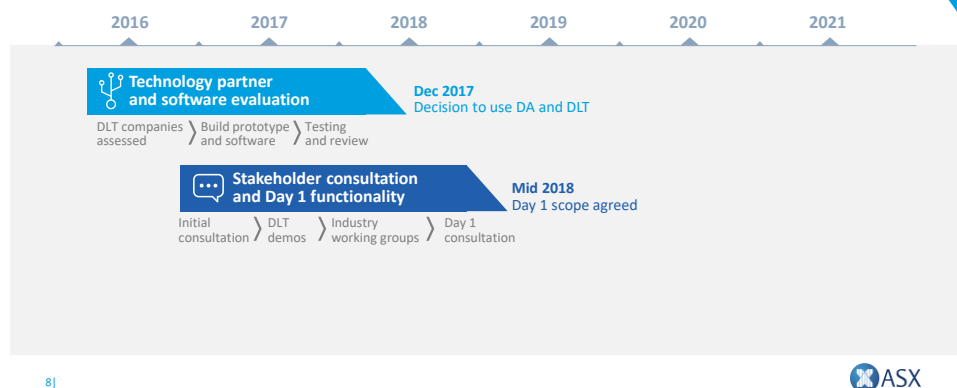 2016 2017 2018 2019 2020 2021
Technology partner
and software evaluation
Dec 2017
Decision to use DA and DLT
DLT companies
assessed
Build prototype
and software
Testing
and review
Stakeholder consultation
and Day 1 functionality
Mid 2018
Day 1 scope agreed
Initial
consultation
DLT
demos
Industry
working groups
Day 1
consultation
8|
ASX